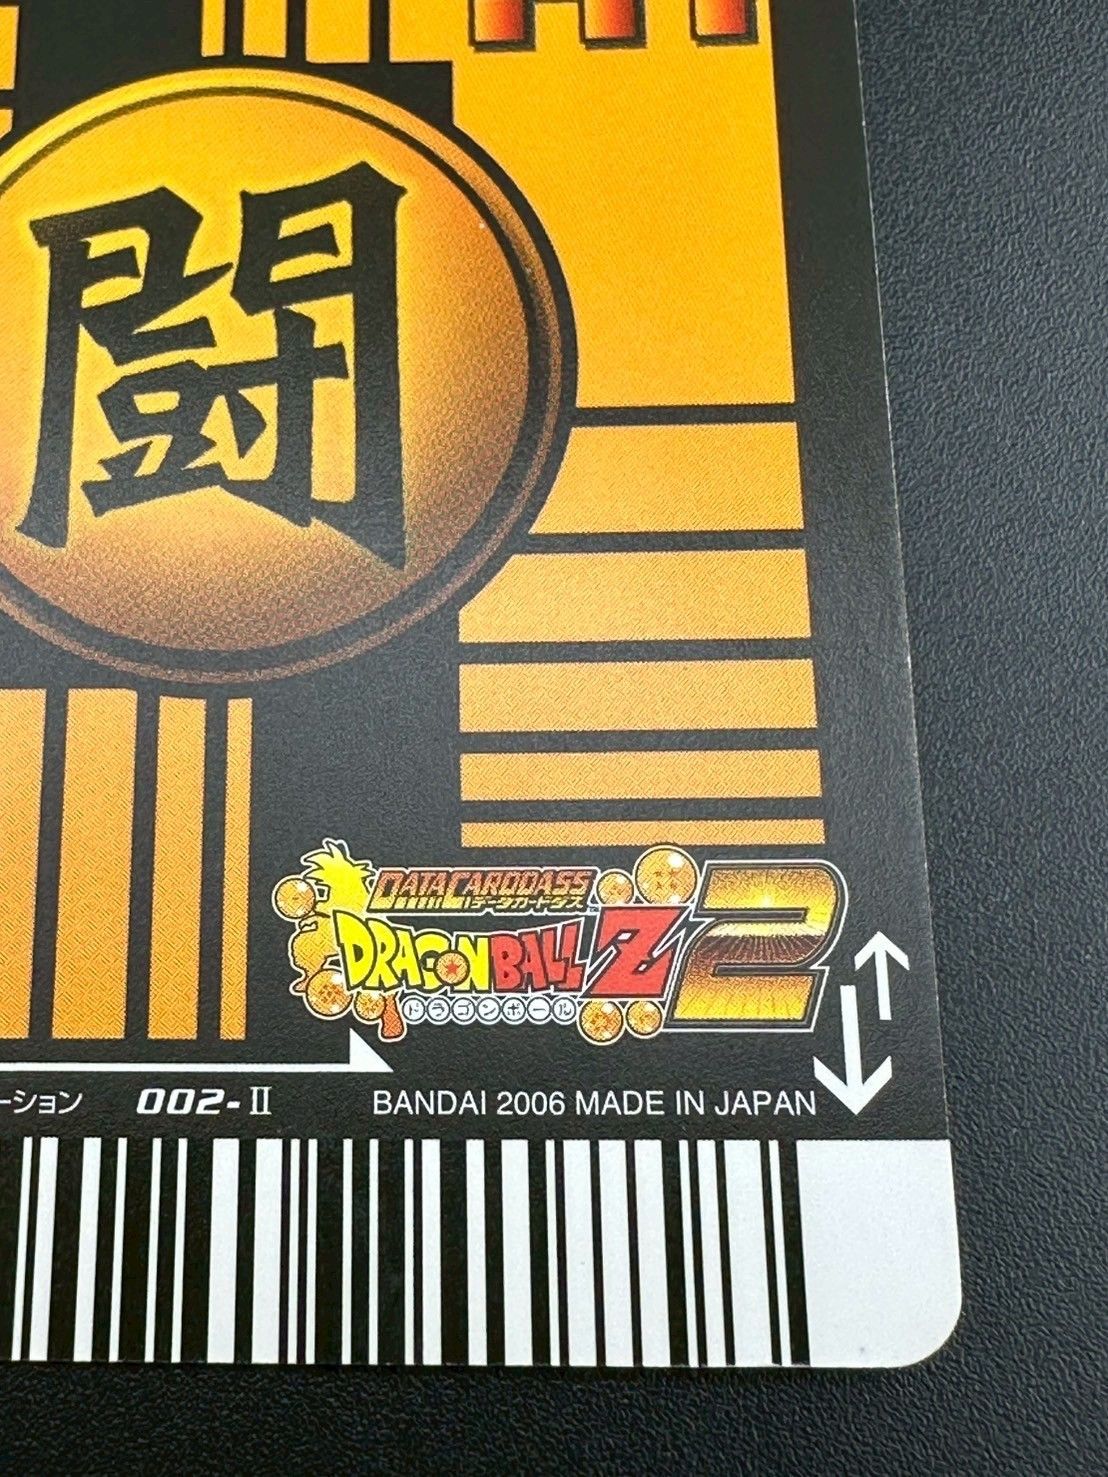 闘
DATA CARDDASS
データカードダス
DRAGON BALL Z 2
ドラゴンボール
ーション 002-II BANDAI 2006 MADE IN JAPAN